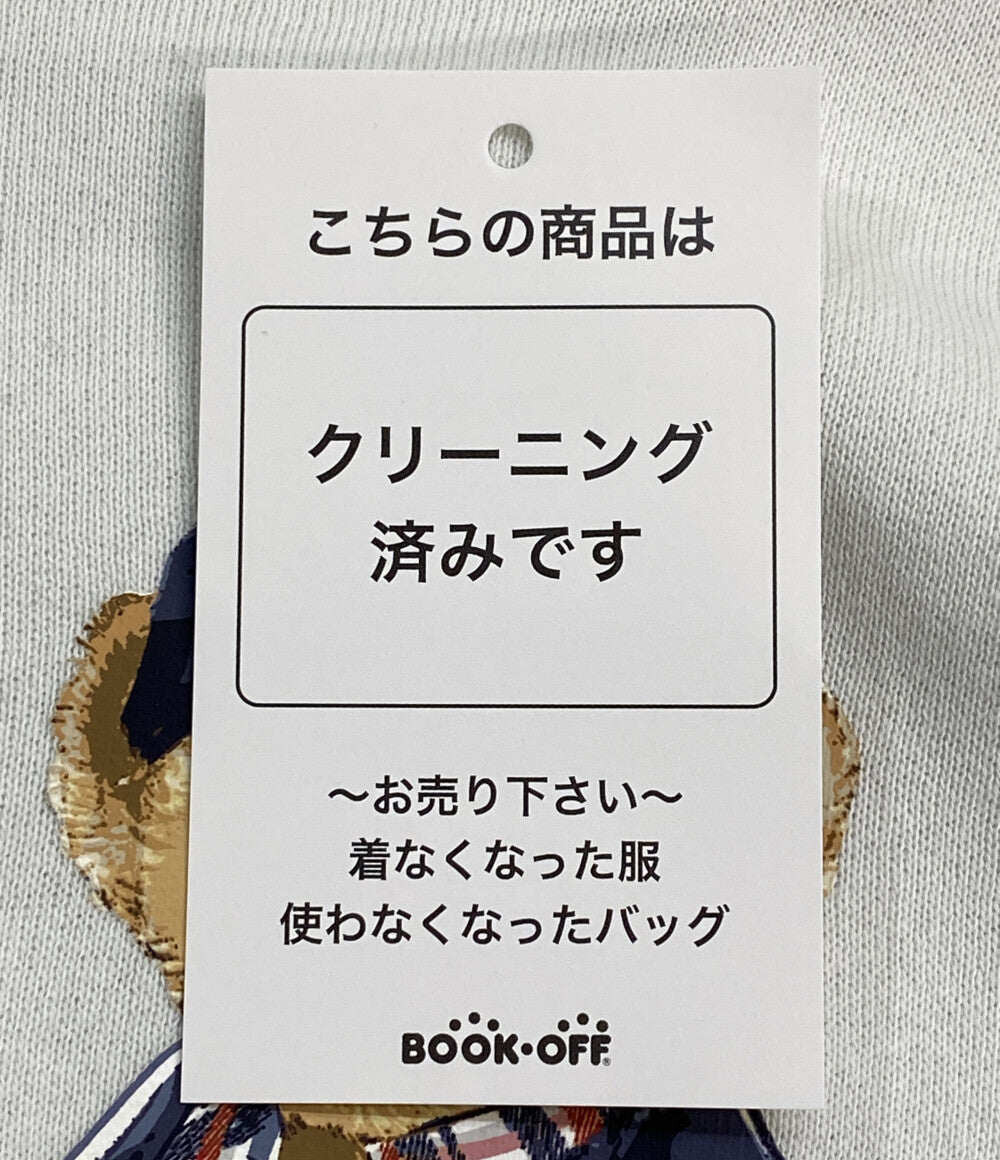 こちらの商品は
クリーニング
済みです
～お売り下さい～
着なくなった服
使わなくなったバッグ
BOOK・OFF®